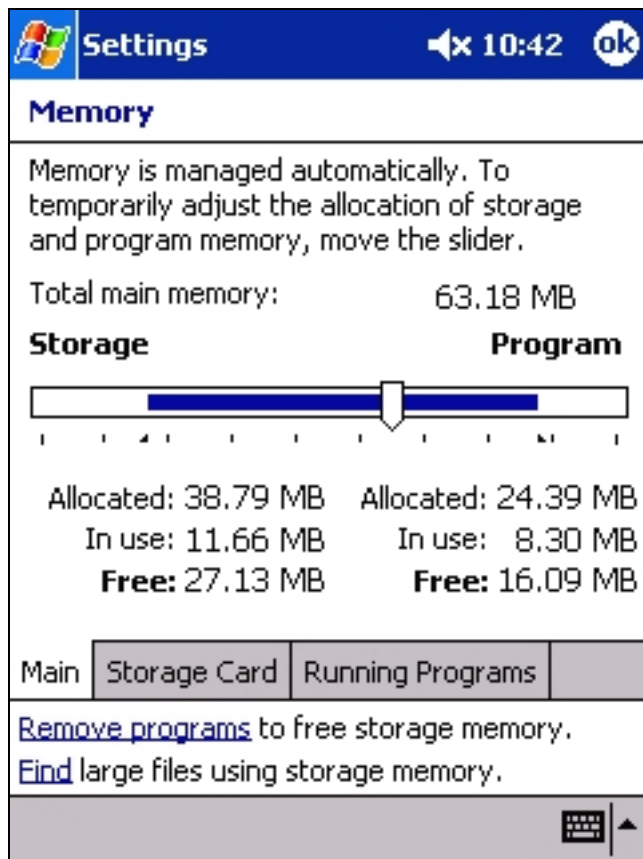 Settings 10:42 ok
Memory
Memory is managed automatically. To
temporarily adjust the allocation of storage
and program memory, move the slider.
Total main memory: 63.18 MB
Storage Program
Allocated: 38.79 MB Allocated: 24.39 MB
In use: 11.66 MB In use: 8.30 MB
Free: 27.13 MB Free: 16.09 MB
Main Storage Card Running Programs
Remove programs to free storage memory.
Find large files using storage memory.